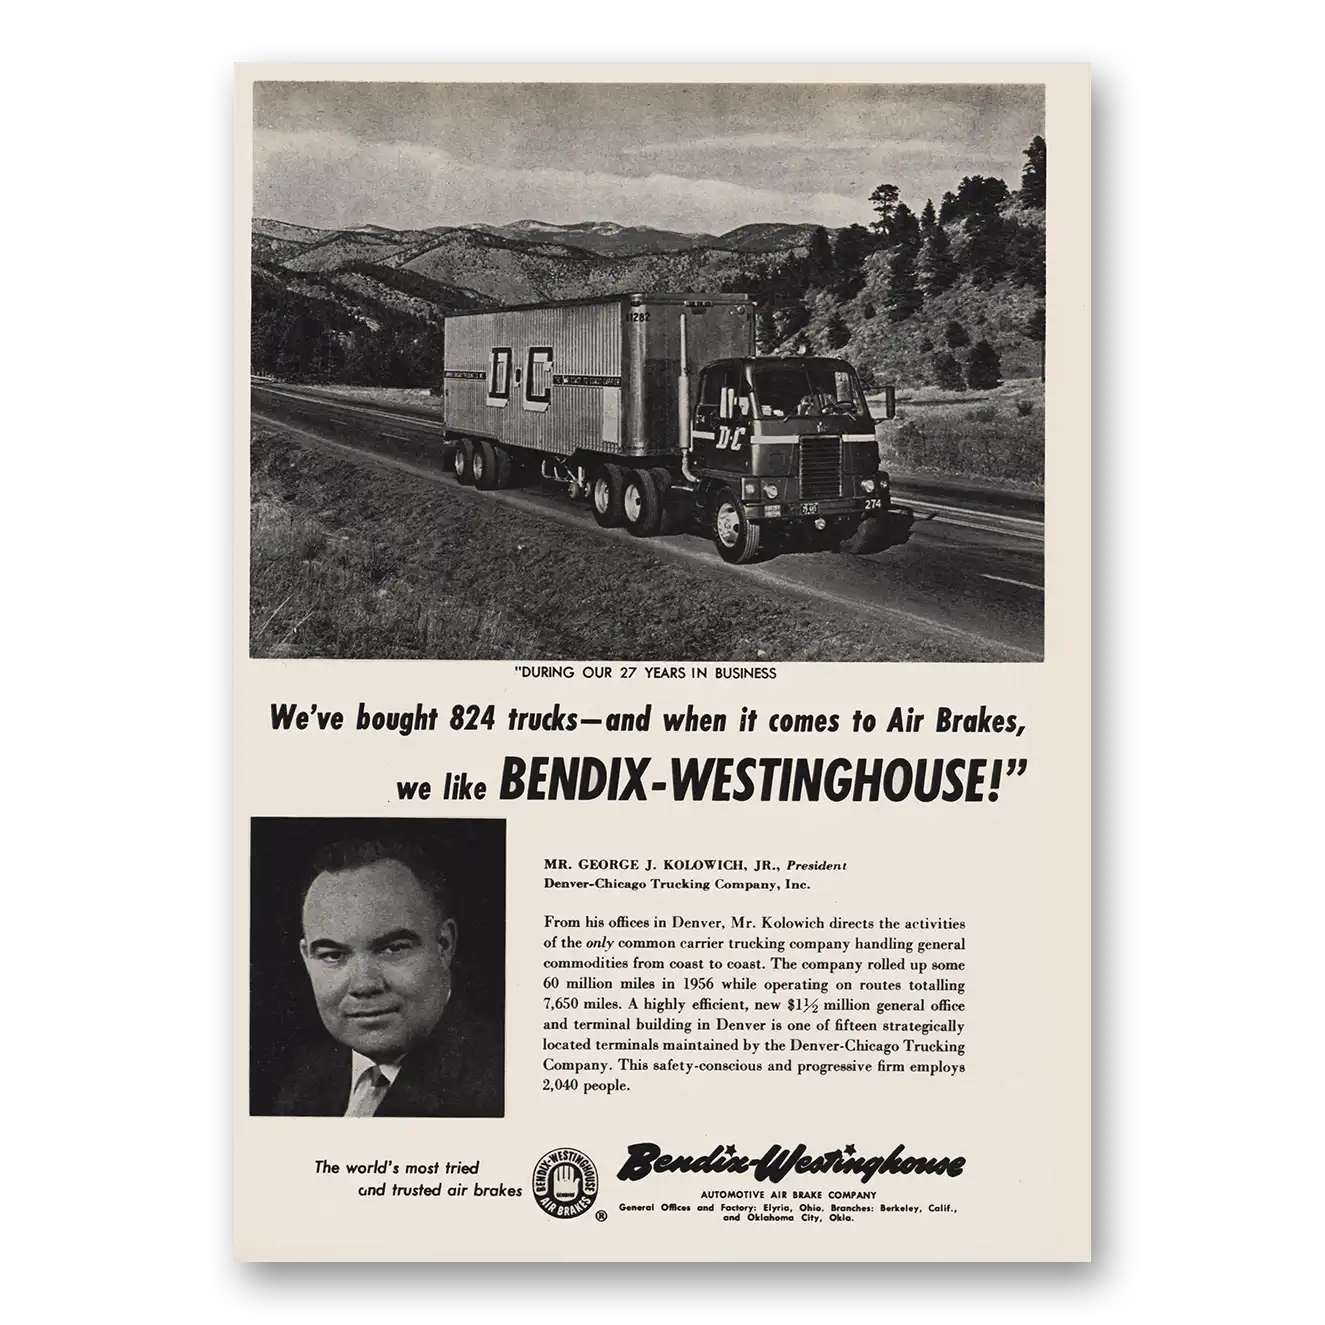 11282
D·C
D-C
274
"DURING OUR 27 YEARS IN BUSINESS
We've bought 824 trucks—and when it comes to Air Brakes,
we like BENDIX-WESTINGHOUSE!"
MR. GEORGE J. KOLOWICH, JR., President
Denver-Chicago Trucking Company, Inc.
From his offices in Denver, Mr. Kolowich directs the activities
of the only common carrier trucking company handling general
commodities from coast to coast. The company rolled up some
60 million miles in 1956 while operating on routes totalling
7,650 miles. A highly efficient, new $1½ million general office
and terminal building in Denver is one of fifteen strategically
located terminals maintained by the Denver-Chicago Trucking
Company. This safety-conscious and progressive firm employs
2,040 people.
The world's most tried
and trusted air brakes
BENDIX-WESTINGHOUSE
GENUINE
AIR BRAKES
®
Bendix-Westinghouse
AUTOMOTIVE AIR BRAKE COMPANY
General Offices and Factory: Elyria, Ohio. Branches: Berkeley, Calif.,
and Oklahoma City, Okla.